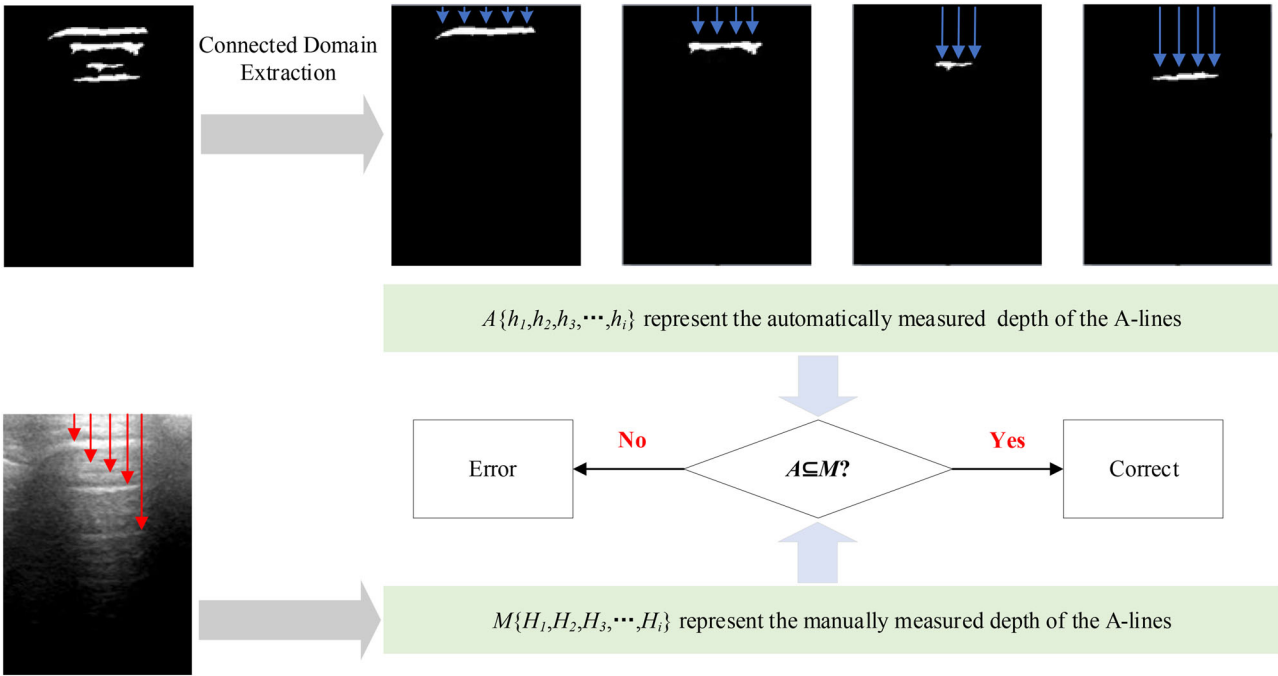 Connected Domain
Extraction
A{h₁,h₂,h₃,⋯,hᵢ} represent the automatically measured depth of the A-lines
No
Yes
Error
A⊆M?
Correct
M{H₁,H₂,H₃,⋯,Hᵢ} represent the manually measured depth of the A-lines